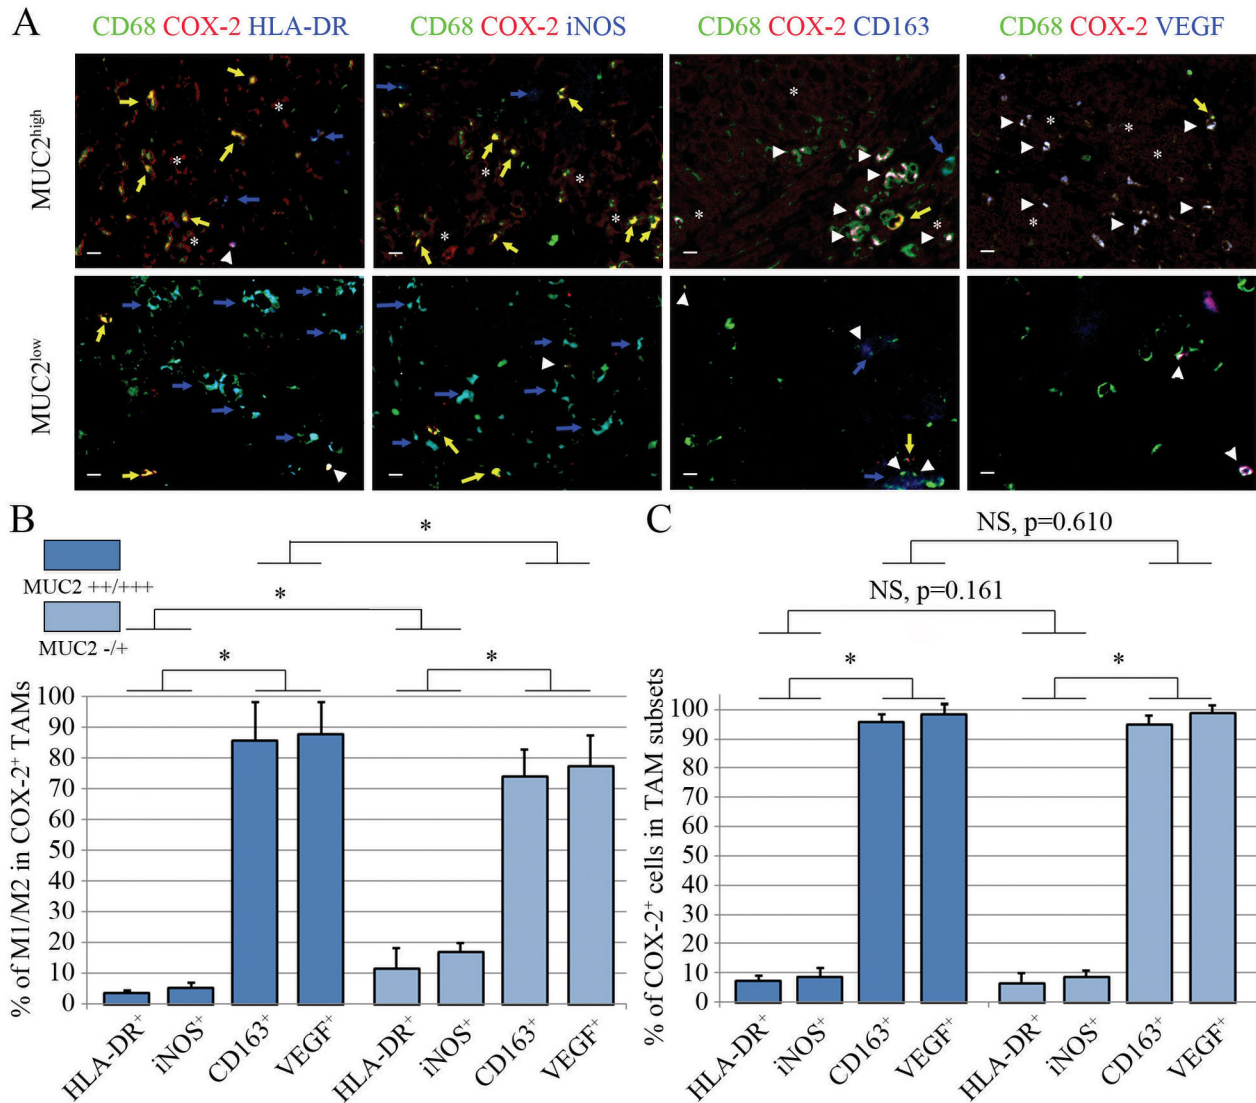 A
CD68 COX-2 HLA-DR
CD68 COX-2 iNOS
CD68 COX-2 CD163
CD68 COX-2 VEGF
MUC2high
MUC2low
* * * *
* * * *
* * *
* * * *
B
MUC2 ++/+++
MUC2 -/+
*
*
*
*
% of M1/M2 in COX-2+ TAMs
100
90
80
70
60
50
40
30
20
10
0
HLA-DR+
iNOS+
CD163+
VEGF+
HLA-DR+
iNOS+
CD163+
VEGF+
C
NS, p=0.610
NS, p=0.161
*
*
% of COX-2+ cells in TAM subsets
100
90
80
70
60
50
40
30
20
10
0
HLA-DR+
iNOS+
CD163+
VEGF+
HLA-DR+
iNOS+
CD163+
VEGF+